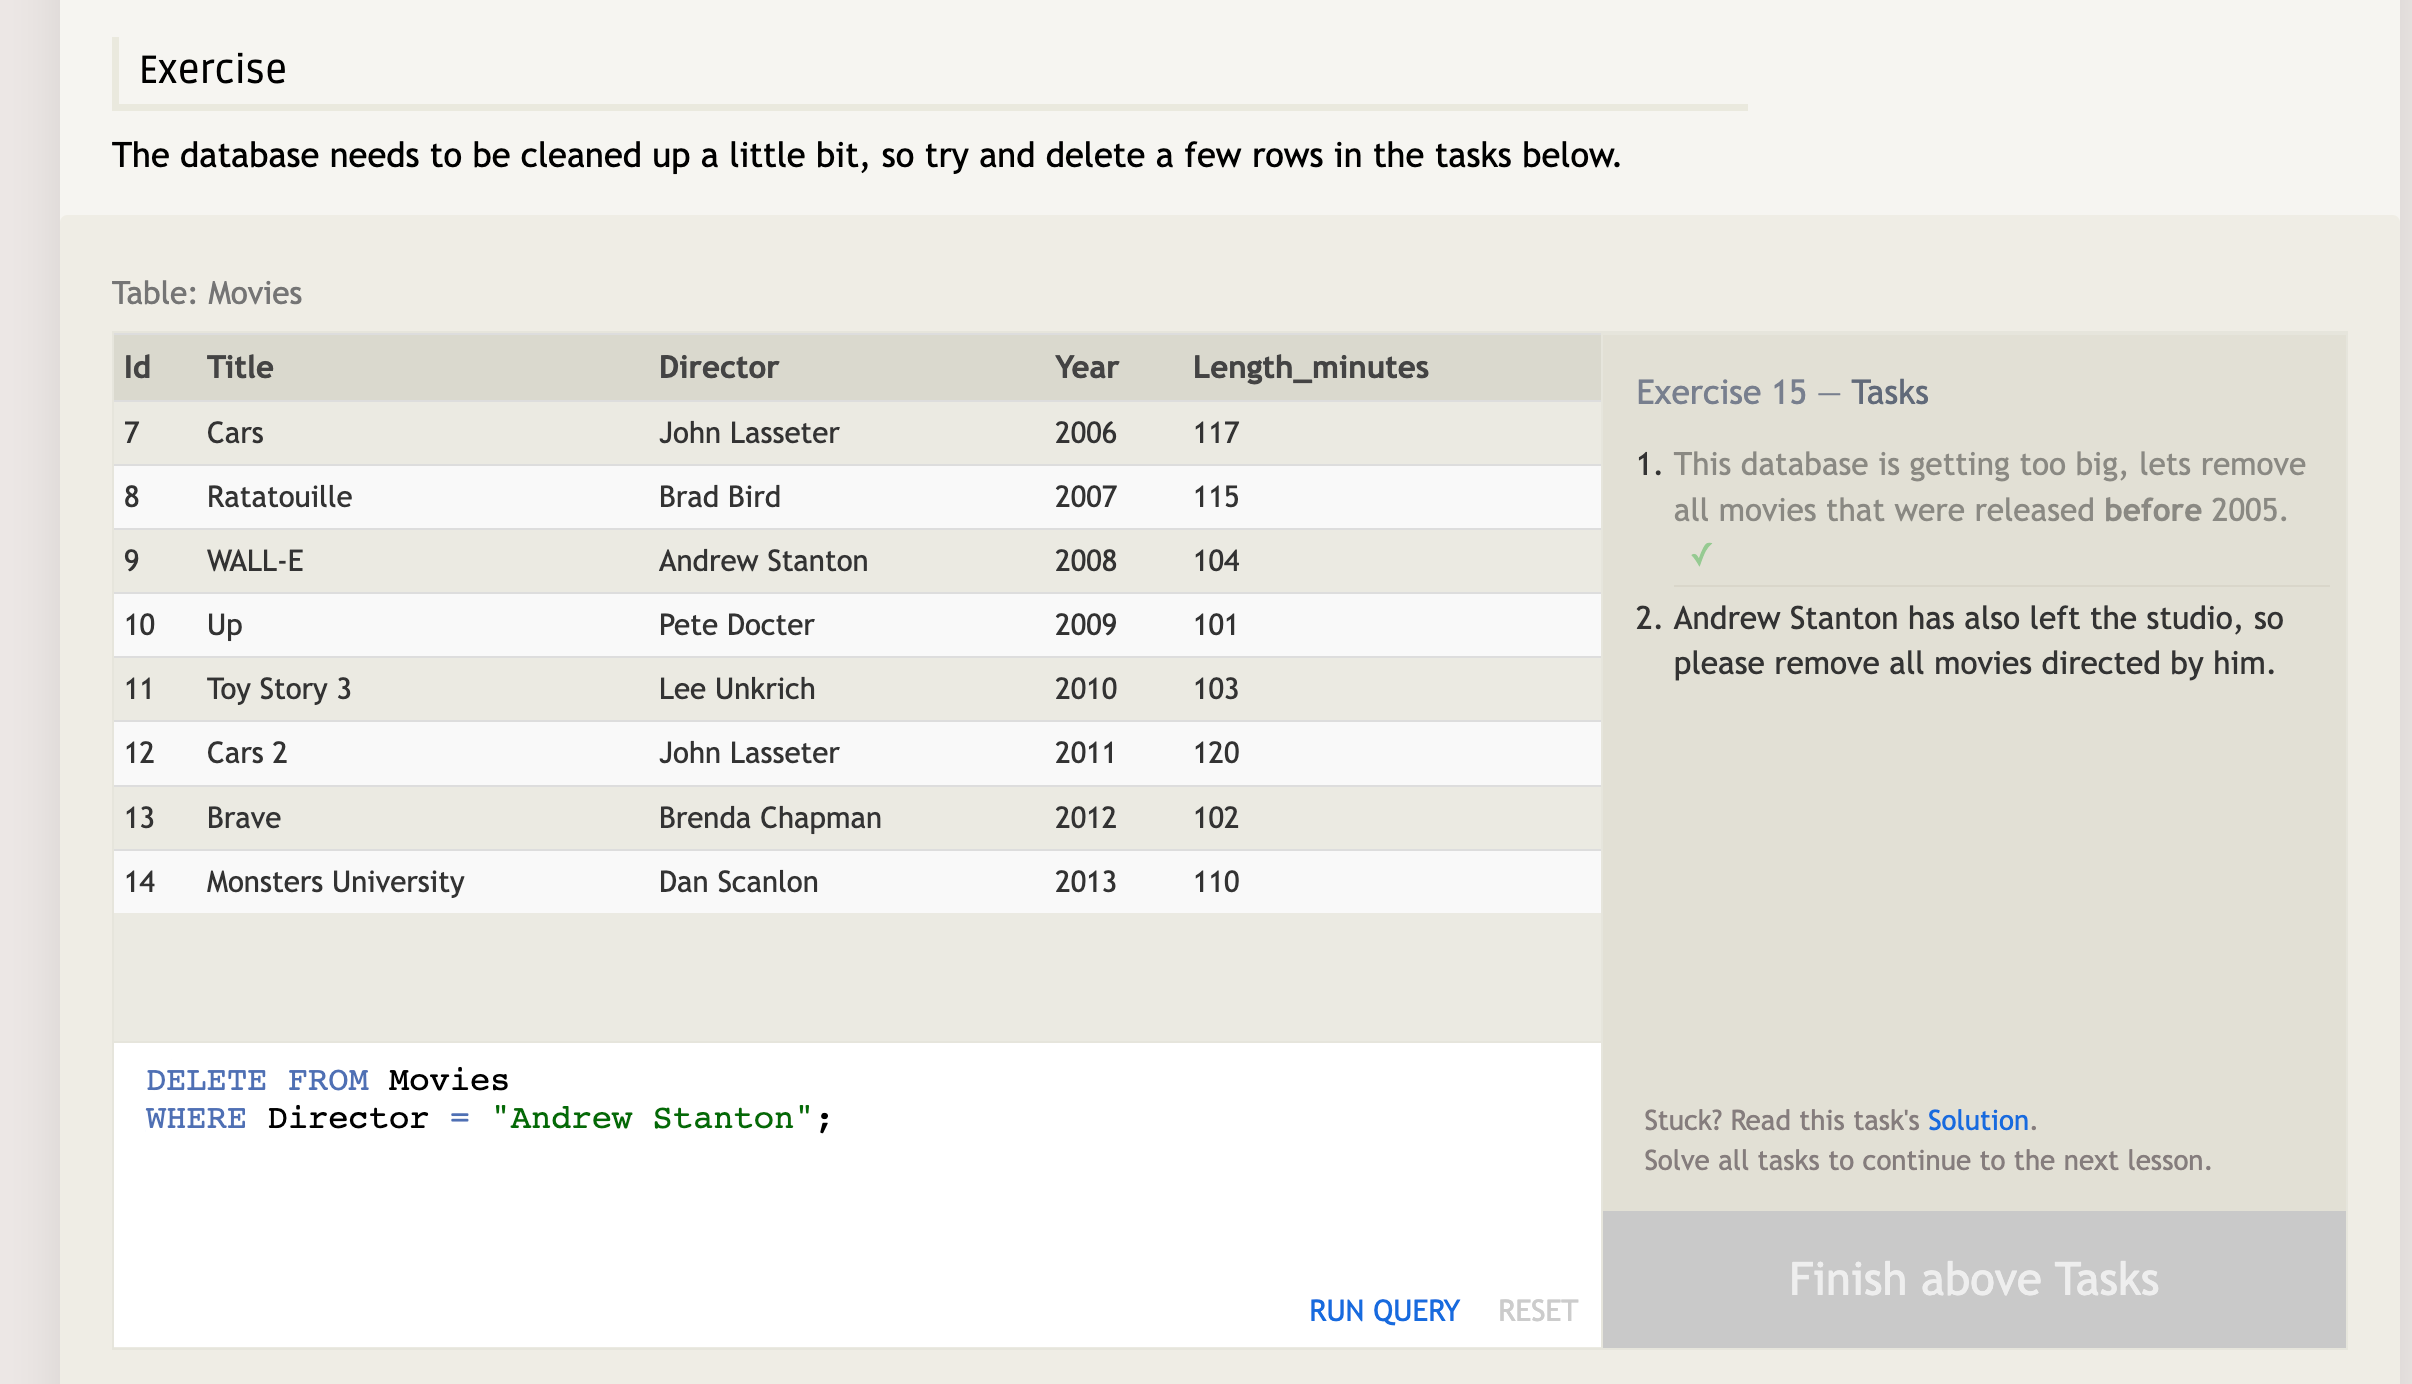 Exercise
The database needs to be cleaned up a little bit, so try and delete a few rows in the tasks below.
Table: Movies
Id Title Director Year Length_minutes
7 Cars John Lasseter 2006 117
8 Ratatouille Brad Bird 2007 115
9 WALL-E Andrew Stanton 2008 104
10 Up Pete Docter 2009 101
11 Toy Story 3 Lee Unkrich 2010 103
12 Cars 2 John Lasseter 2011 120
13 Brave Brenda Chapman 2012 102
14 Monsters University Dan Scanlon 2013 110
DELETE FROM Movies
WHERE Director = "Andrew Stanton";
RUN QUERY RESET
Exercise 15 — Tasks
1. This database is getting too big, lets remove
all movies that were released before 2005.
✓
2. Andrew Stanton has also left the studio, so
please remove all movies directed by him.
Stuck? Read this task's Solution.
Solve all tasks to continue to the next lesson.
Finish above Tasks